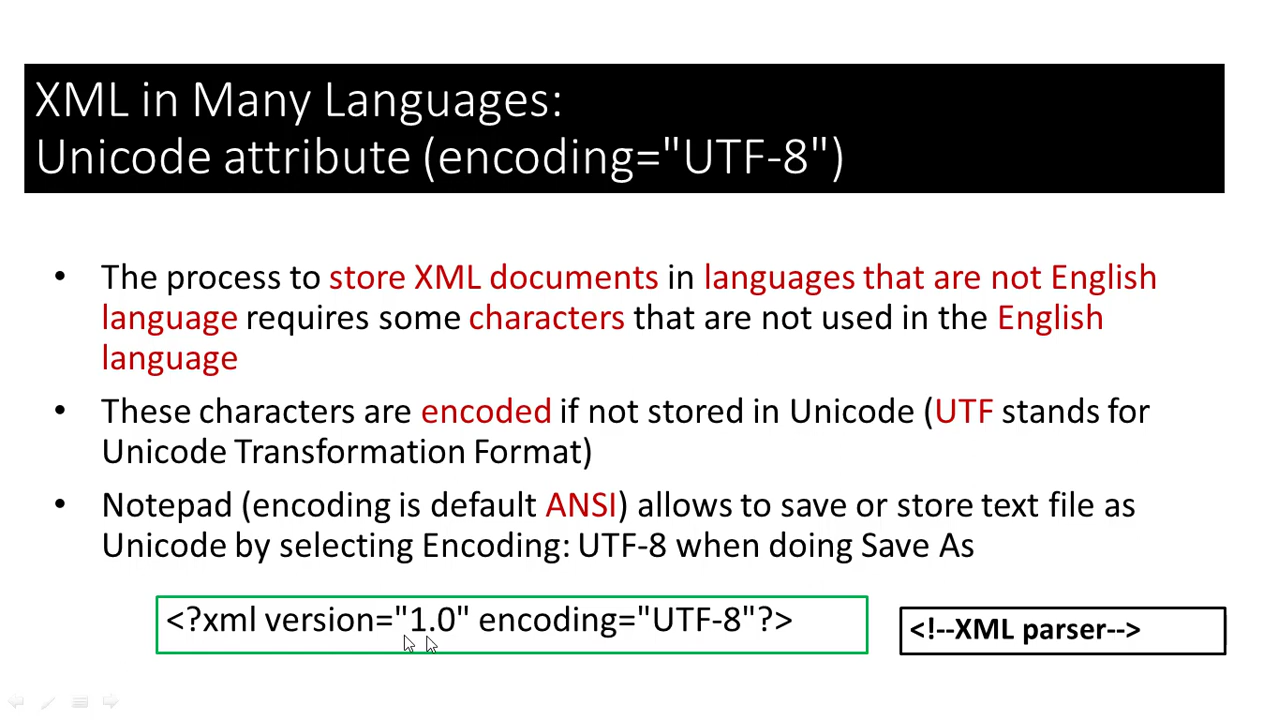 XML in Many Languages:
Unicode attribute (encoding="UTF-8")
• The process to store XML documents in languages that are not English
language requires some characters that are not used in the English
language
• These characters are encoded if not stored in Unicode (UTF stands for
Unicode Transformation Format)
• Notepad (encoding is default ANSI) allows to save or store text file as
Unicode by selecting Encoding: UTF-8 when doing Save As
<?xml version="1.0" encoding="UTF-8"?>
<!--XML parser-->